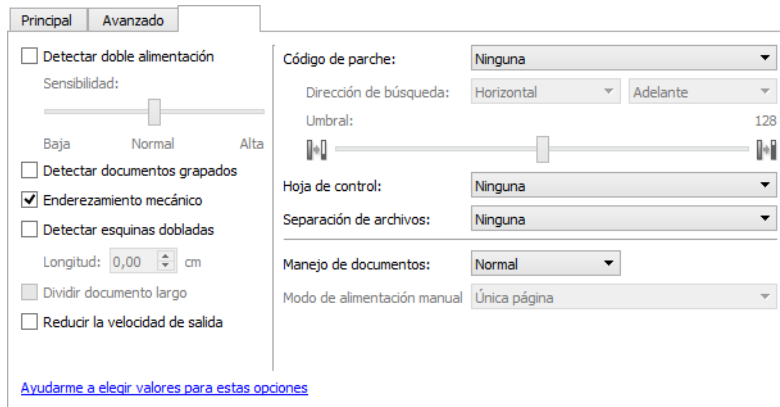 Principal Avanzado
Detectar doble alimentación
Sensibilidad:
Baja Normal Alta
Detectar documentos grapados
Enderezamiento mecánico
Detectar esquinas dobladas
Longitud: 0,00 cm
Dividir documento largo
Reducir la velocidad de salida
Código de parche: Ninguna
Dirección de búsqueda: Horizontal Adelante
Umbral: 128
Hoja de control: Ninguna
Separación de archivos: Ninguna
Manejo de documentos: Normal
Modo de alimentación manual Única página
Ayudarme a elegir valores para estas opciones